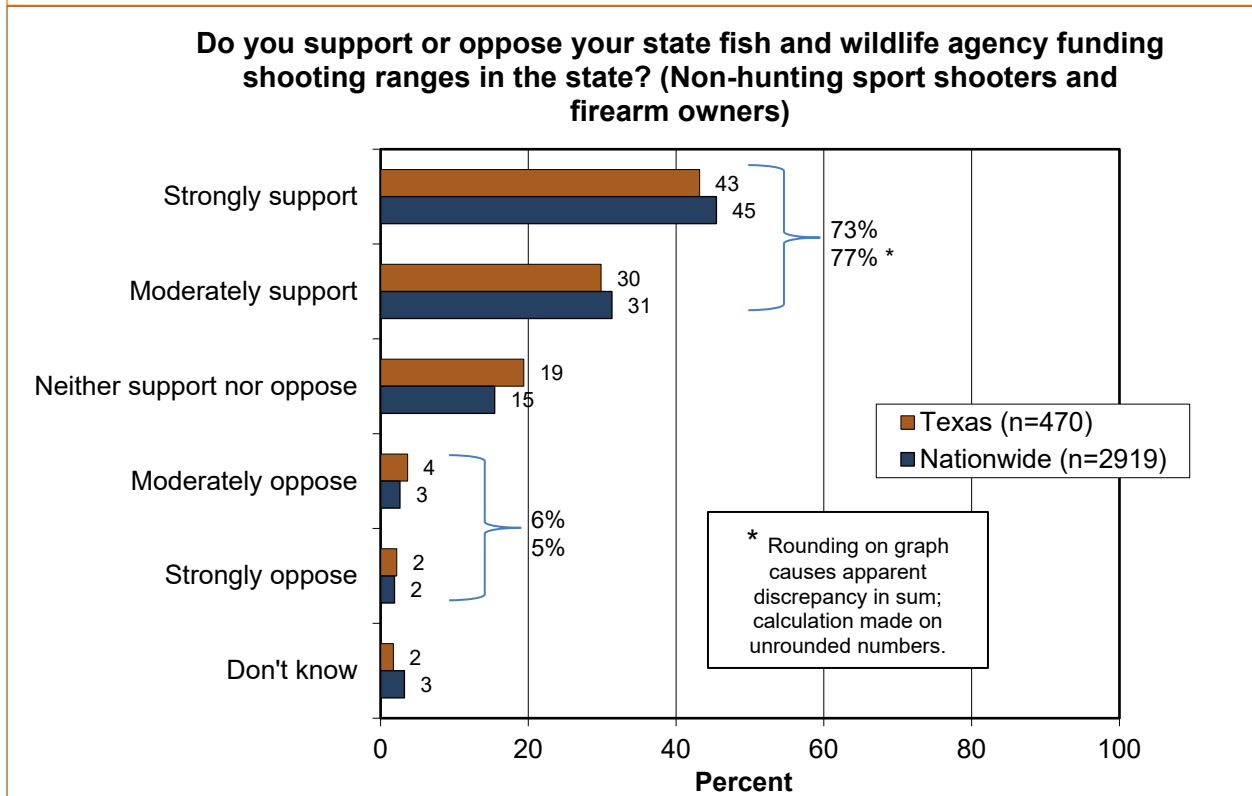 Do you support or oppose your state fish and wildlife agency funding
shooting ranges in the state? (Non-hunting sport shooters and
firearm owners)
Strongly support
43
45
73%
77% *
Moderately support
30
31
Neither support nor oppose
19
15
Texas (n=470)
Nationwide (n=2919)
Moderately oppose
4
3
6%
5%
Strongly oppose
2
2
* Rounding on graph
causes apparent
discrepancy in sum;
calculation made on
unrounded numbers.
Don't know
2
3
0 20 40 60 80 100
Percent